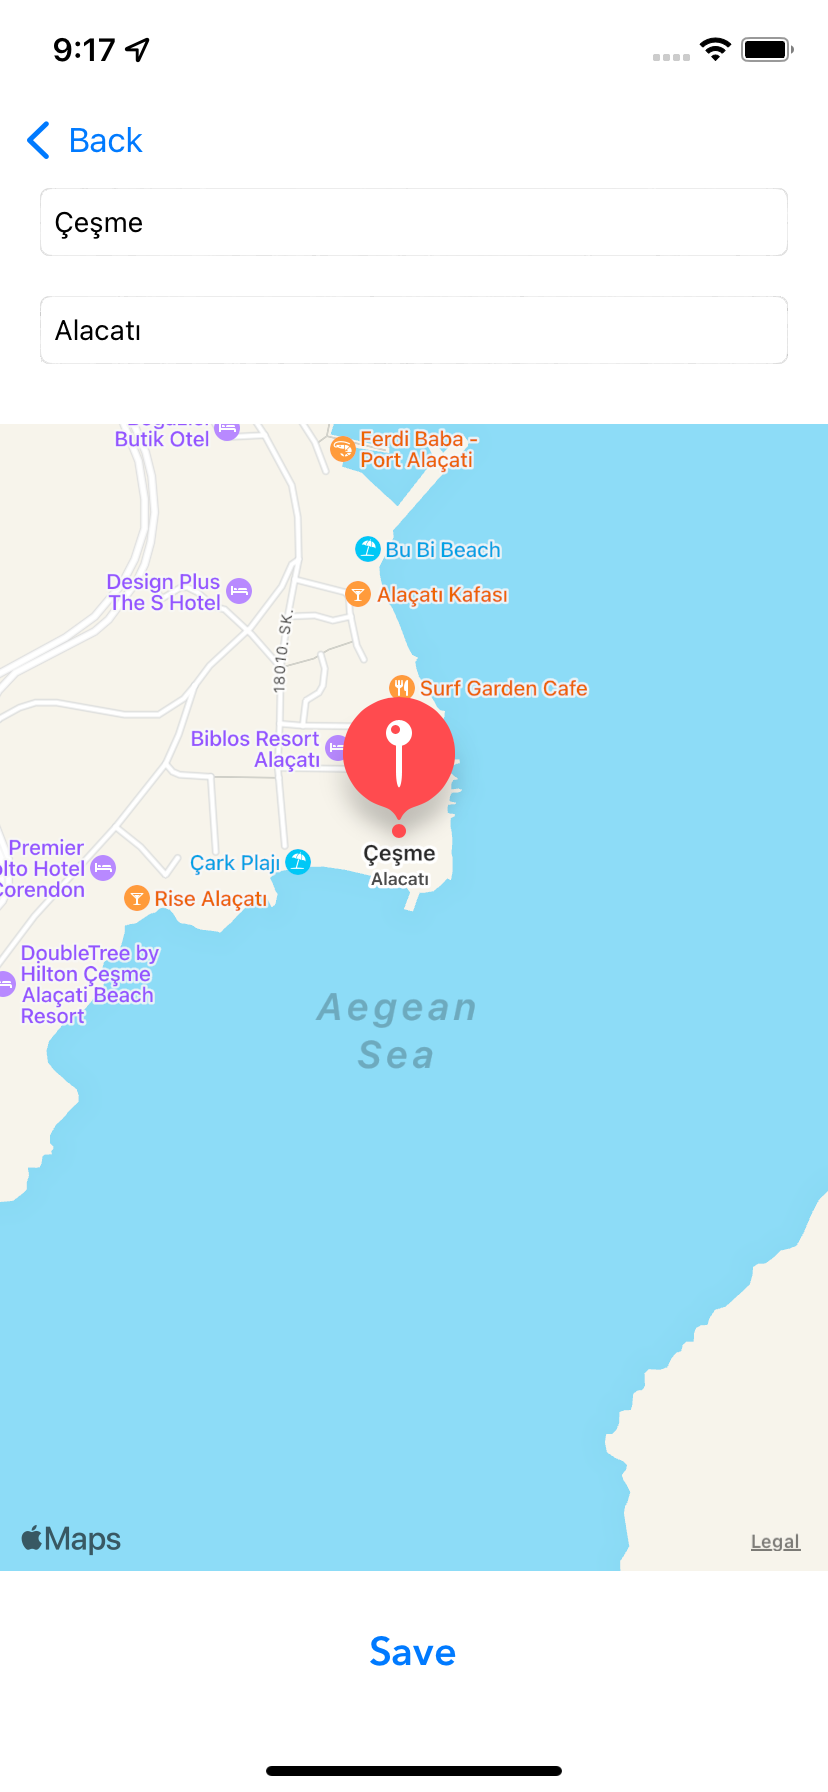 9:17
Back
Çeşme
Alacatı
Butik Otel
Ferdi Baba -
Port Alaçati
Bu Bi Beach
Design Plus
The S Hotel
Alaçatı Kafası
18010. SK.
Surf Garden Cafe
Biblos Resort
Alaçatı
Premier
olto Hotel
Corendon
Çark Plajı
Çeşme
Alacatı
Rise Alaçatı
DoubleTree by
Hilton Çeşme
Alaçati Beach
Resort
Aegean
Sea
Maps
Legal
Save